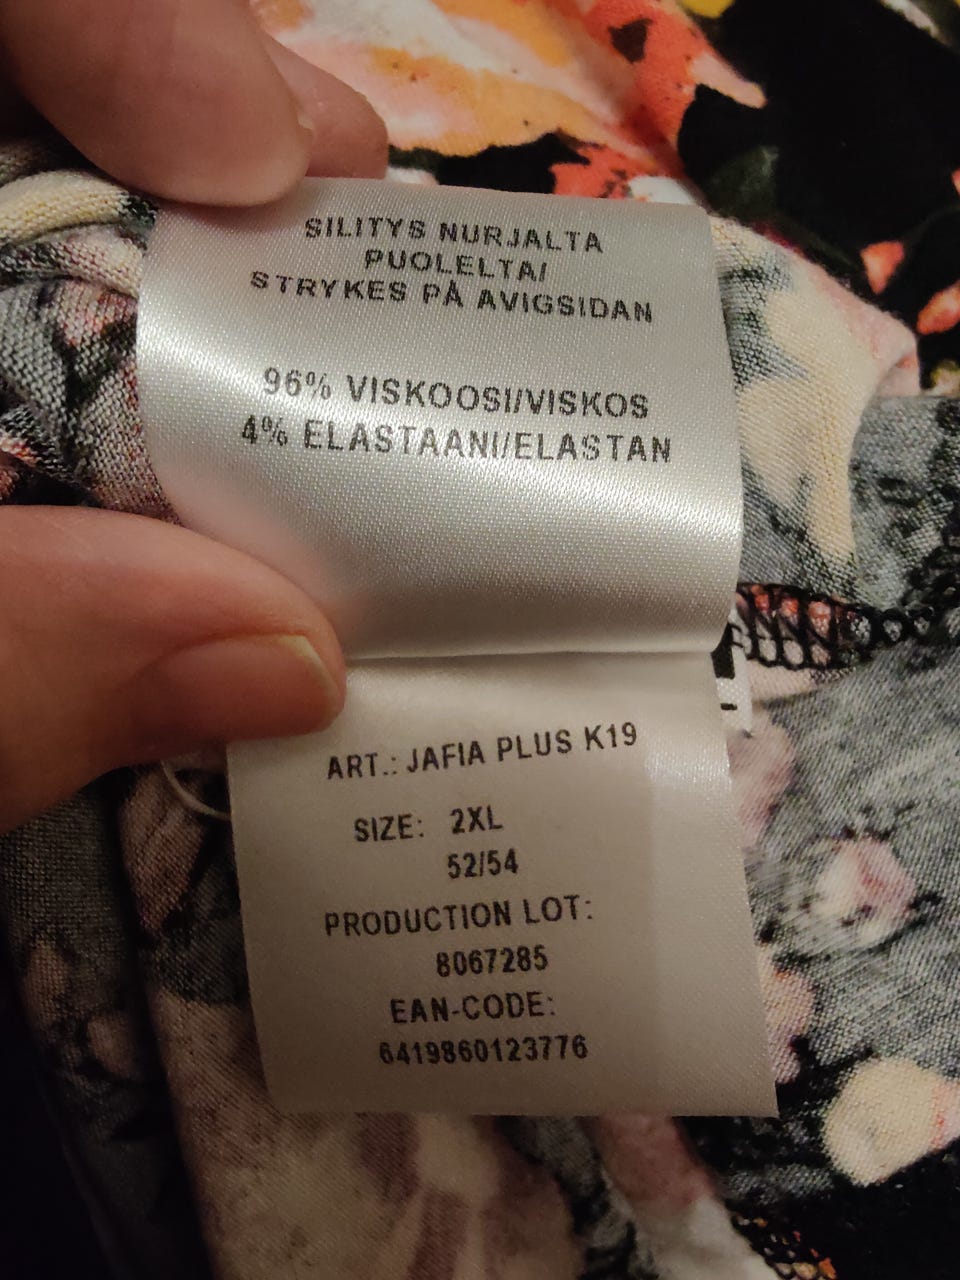 SILITYS NURJALTA
PUOLELTA/
STRYKES PÅ AVIGSIDAN
96% VISKOOSI/VISKOS
4% ELASTAANI/ELASTAN
ART.: JAFIA PLUS K19
SIZE: 2XL
52/54
PRODUCTION LOT:
8067285
EAN-CODE:
6419860123776